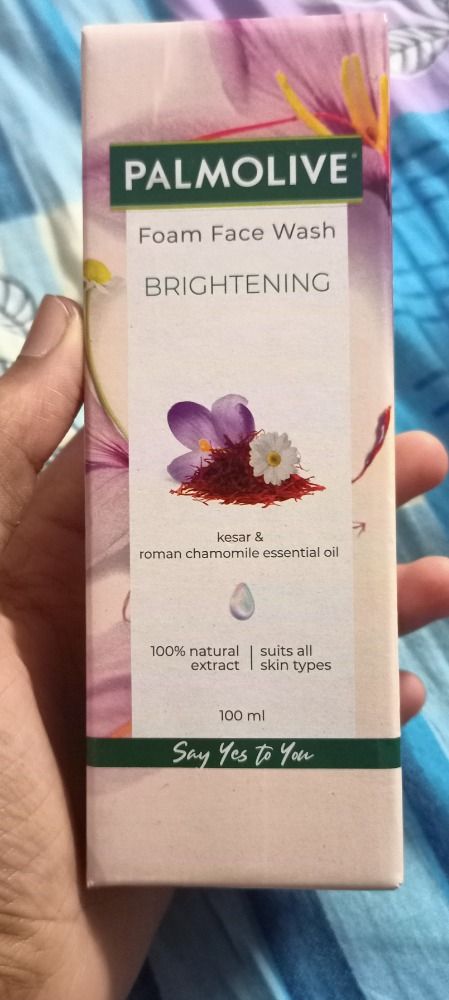 PALMOLIVE
Foam Face Wash
BRIGHTENING
kesar &
roman chamomile essential oil
100% natural
extract
suits all
skin types
100 ml
Say Yes to You